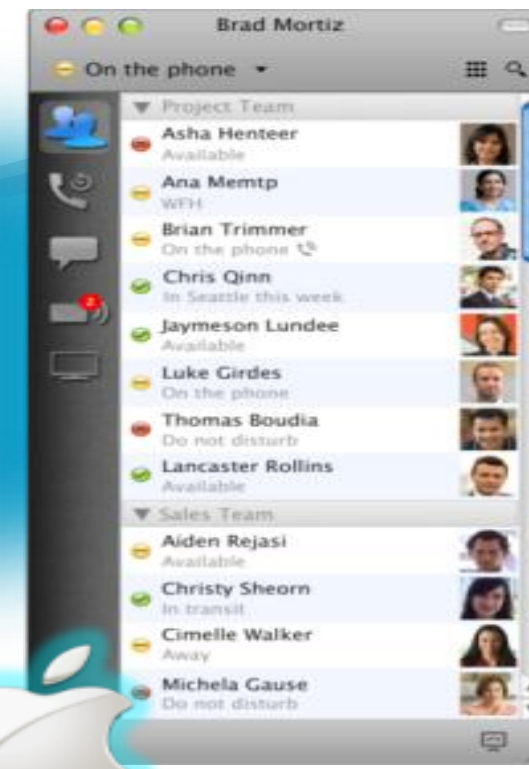 Brad Mortiz
On the phone
Project Team
Asha Henteer
Available
Ana Memtp
WFH
Brian Trimmer
On the phone
Chris Qinn
In Seattle this week
Jaymeson Lundee
Available
Luke Girdes
On the phone
Thomas Boudia
Do not disturb
2
Lancaster Rollins
Available
Sales Team
Aiden Rejasi
Available
Christy Sheorn
In transit
Cimelle Walker
Away
Michela Gause
Do not disturb